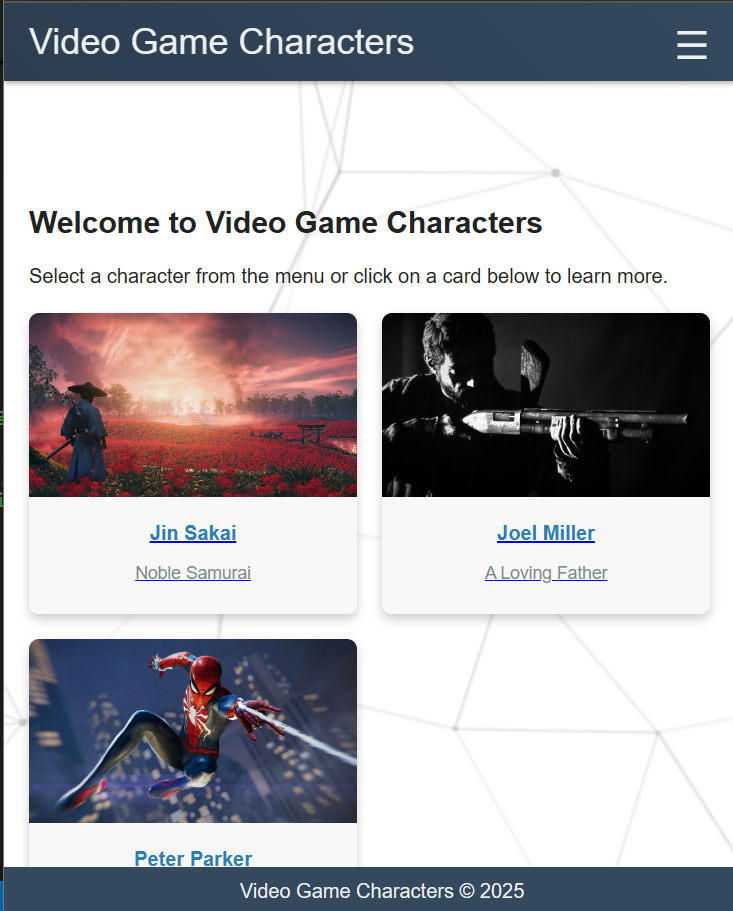 Video Game Characters
Welcome to Video Game Characters
Select a character from the menu or click on a card below to learn more.
Jin Sakai
Joel Miller
Noble Samurai
A Loving Father
Peter Parker
Video Game Characters © 2025